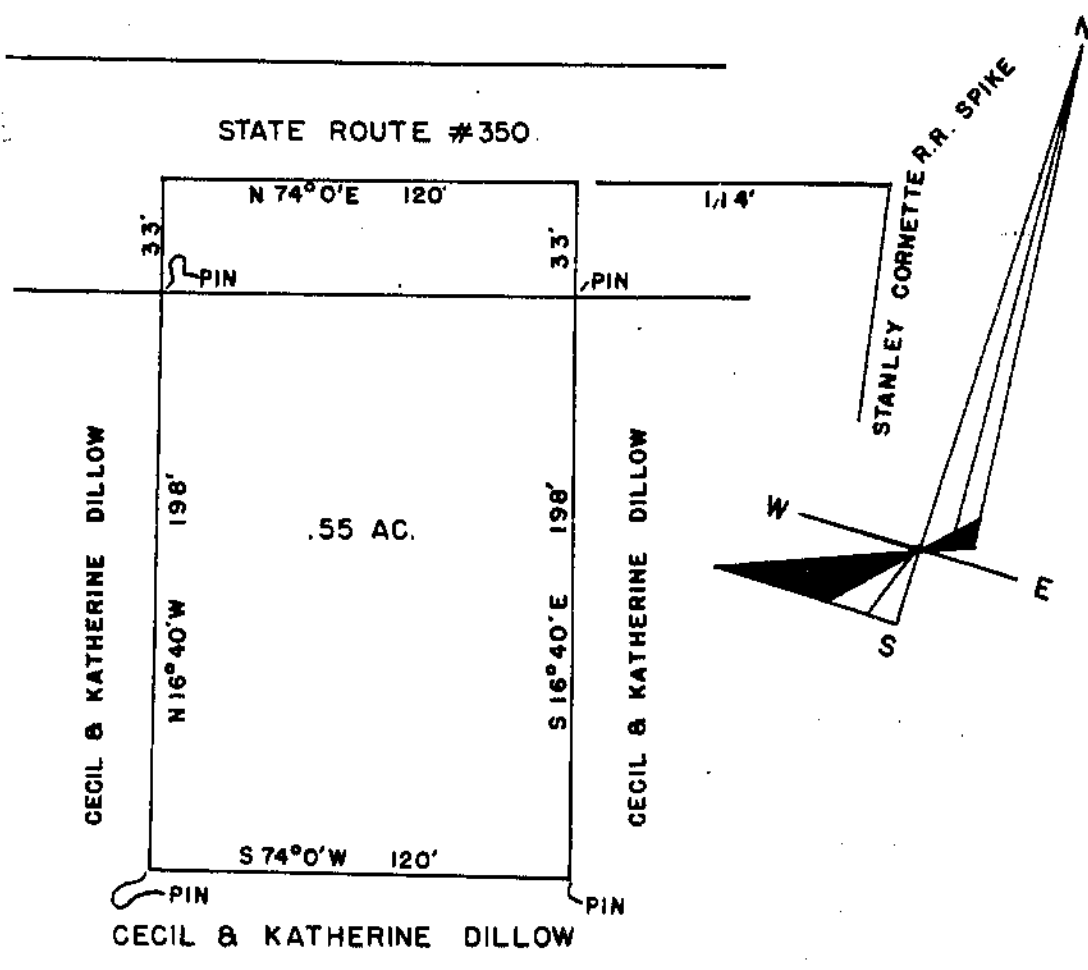 N
STATE ROUTE #350
R.R. SPIKE
N 74°0'E 120'
114'
33'
33'
PIN
PIN
STANLEY CORNETTE
CECIL & KATHERINE DILLOW
N 16°40'W 198'
.55 AC.
S 16°40'E 198'
CECIL & KATHERINE DILLOW
W
E
S
S 74°0'W 120'
PIN
PIN
CECIL & KATHERINE DILLOW